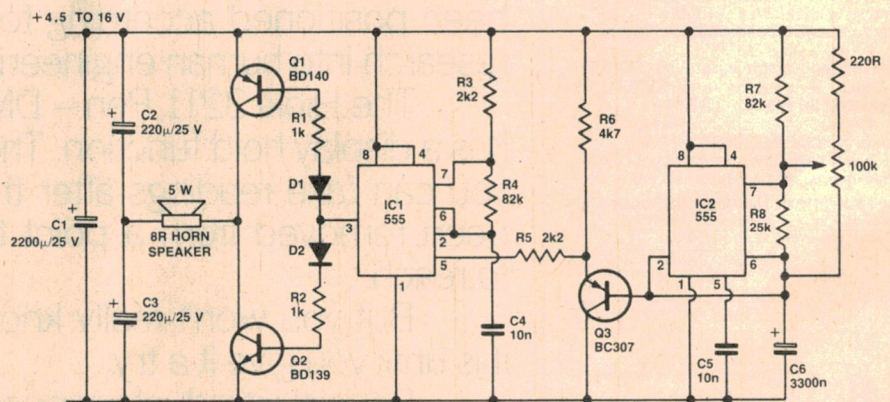 +4.5 TO 16 V
Q1
BD140
R1
1k
D1
D2
R2
1k
Q2
BD139
C2
220µ/25 V
C1
2200µ/25 V
5 W
8R HORN
SPEAKER
C3
220µ/25 V
8
4
7
6
2
5
3
1
IC1
555
R3
2k2
R4
82k
C4
10n
R5 2k2
R6
4k7
Q3
BC307
8
4
7
6
2
1
5
IC2
555
R7
82k
R8
25k
220R
100k
C5
10n
C6
3300n